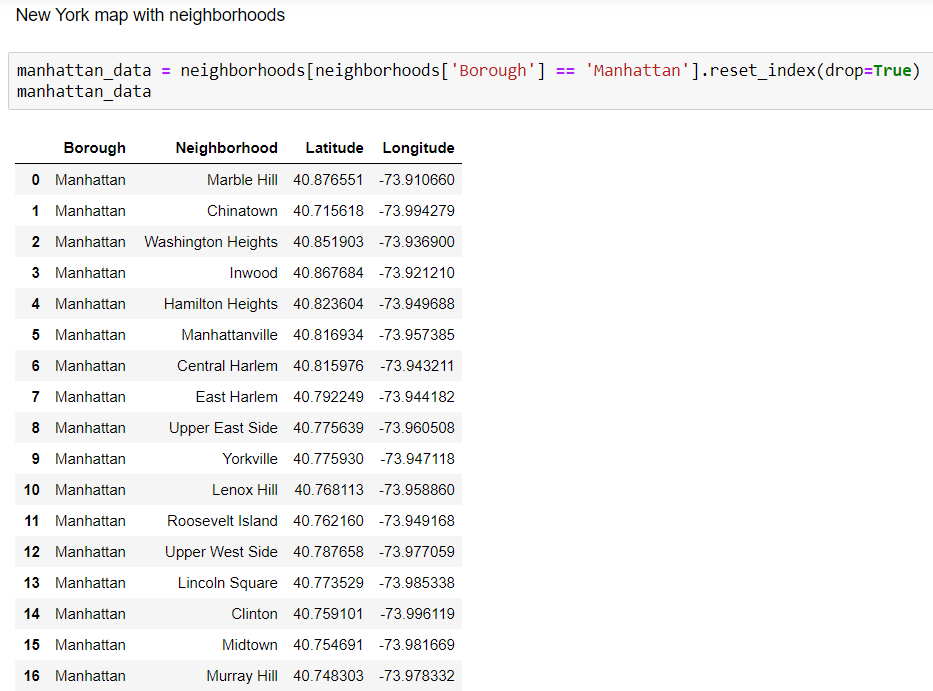 New York map with neighborhoods
manhattan_data = neighborhoods[neighborhoods['Borough'] == 'Manhattan'].reset_index(drop=True)
manhattan_data
Borough Neighborhood Latitude Longitude
0 Manhattan Marble Hill 40.876551 -73.910660
1 Manhattan Chinatown 40.715618 -73.994279
2 Manhattan Washington Heights 40.851903 -73.936900
3 Manhattan Inwood 40.867684 -73.921210
4 Manhattan Hamilton Heights 40.823604 -73.949688
5 Manhattan Manhattanville 40.816934 -73.957385
6 Manhattan Central Harlem 40.815976 -73.943211
7 Manhattan East Harlem 40.792249 -73.944182
8 Manhattan Upper East Side 40.775639 -73.960508
9 Manhattan Yorkville 40.775930 -73.947118
10 Manhattan Lenox Hill 40.768113 -73.958860
11 Manhattan Roosevelt Island 40.762160 -73.949168
12 Manhattan Upper West Side 40.787658 -73.977059
13 Manhattan Lincoln Square 40.773529 -73.985338
14 Manhattan Clinton 40.759101 -73.996119
15 Manhattan Midtown 40.754691 -73.981669
16 Manhattan Murray Hill 40.748303 -73.978332